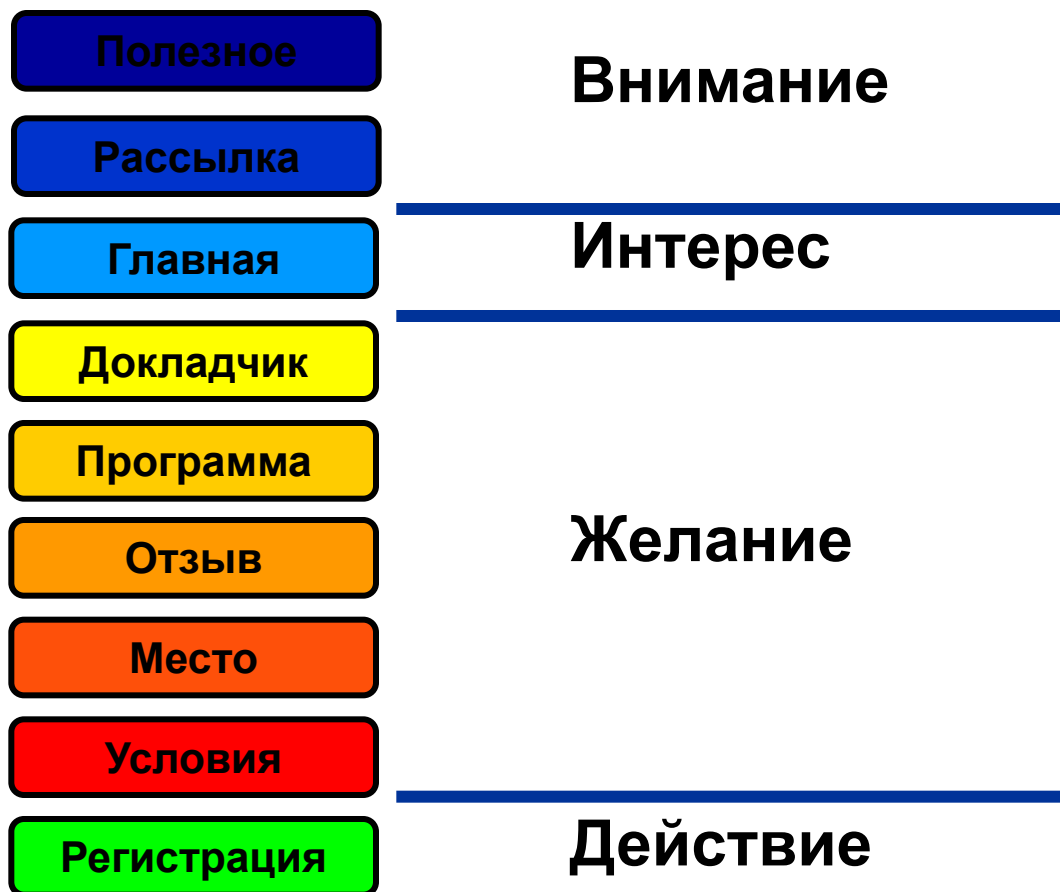 Полезное
Внимание
Рассылка
Главная
Интерес
Докладчик
Программа
Отзыв
Желание
Место
Условия
Регистрация
Действие